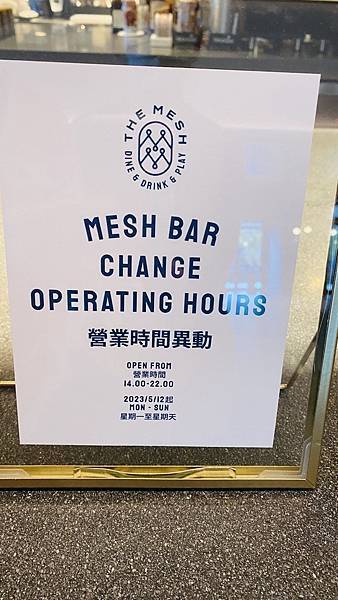 THE MESH
DINE & DRINK & PLAY
MESH BAR
CHANGE
OPERATING HOURS
營業時間異動
OPEN FROM
營業時間
14.00-22.00
2023/5/12起
MON - SUN
星期一至星期天